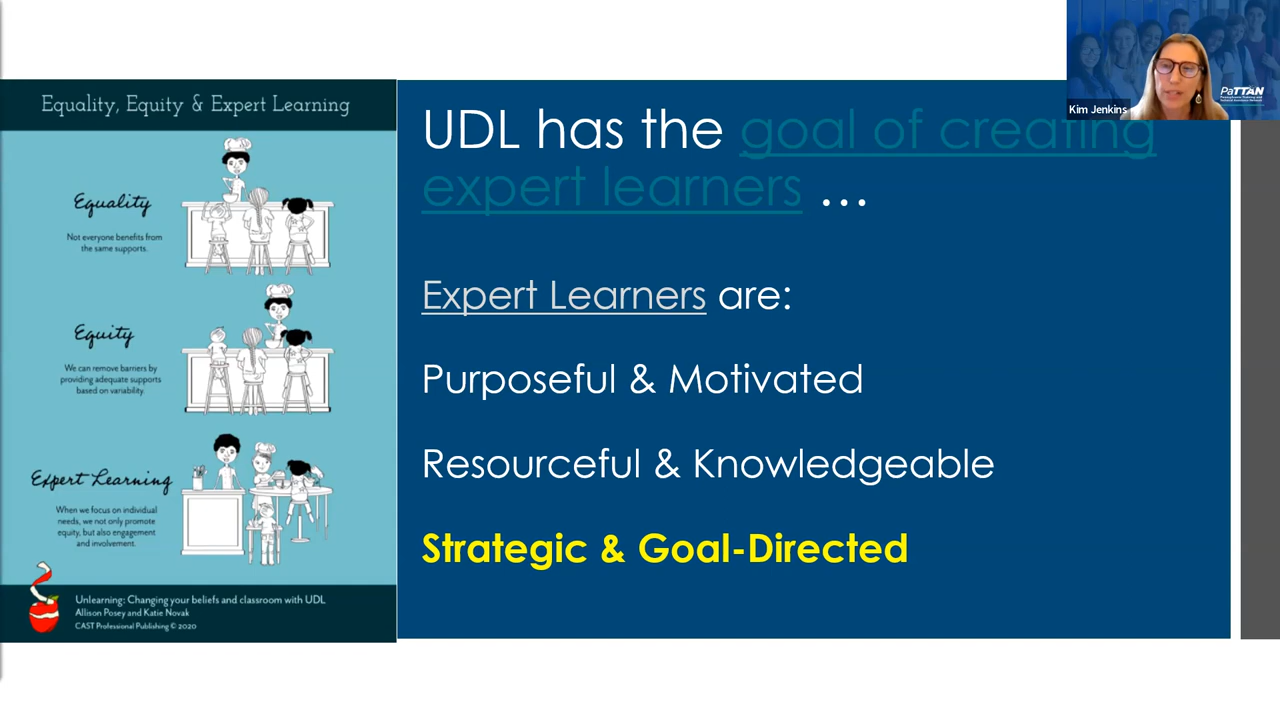 Equality, Equity & Expert Learning
Equality
Not everyone benefits from
the same supports.
Equity
We can remove barriers by
providing adequate supports
based on variability.
Expert Learning
When we focus on individual
needs, we not only promote
equity, but also engagement
and involvement.
Unlearning: Changing your beliefs and classroom with UDL
Allison Posey and Katie Novak
CAST Professional Publishing © 2020
UDL has the goal of creating
expert learners ...
Expert Learners are:
Purposeful & Motivated
Resourceful & Knowledgeable
Strategic & Goal-Directed
Kim Jenkins
PaTTAN